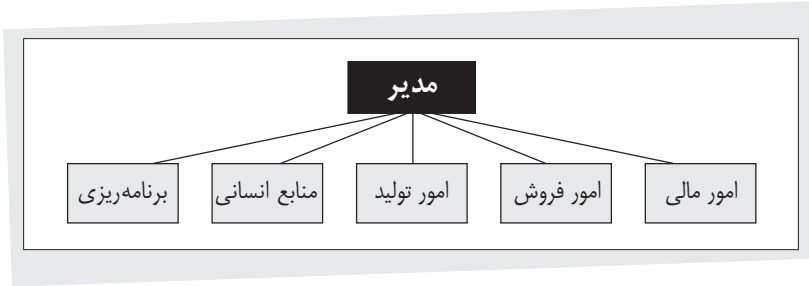 مدیر
امور مالی
امور فروش
امور تولید
منابع انسانی
برنامه‌ریزی